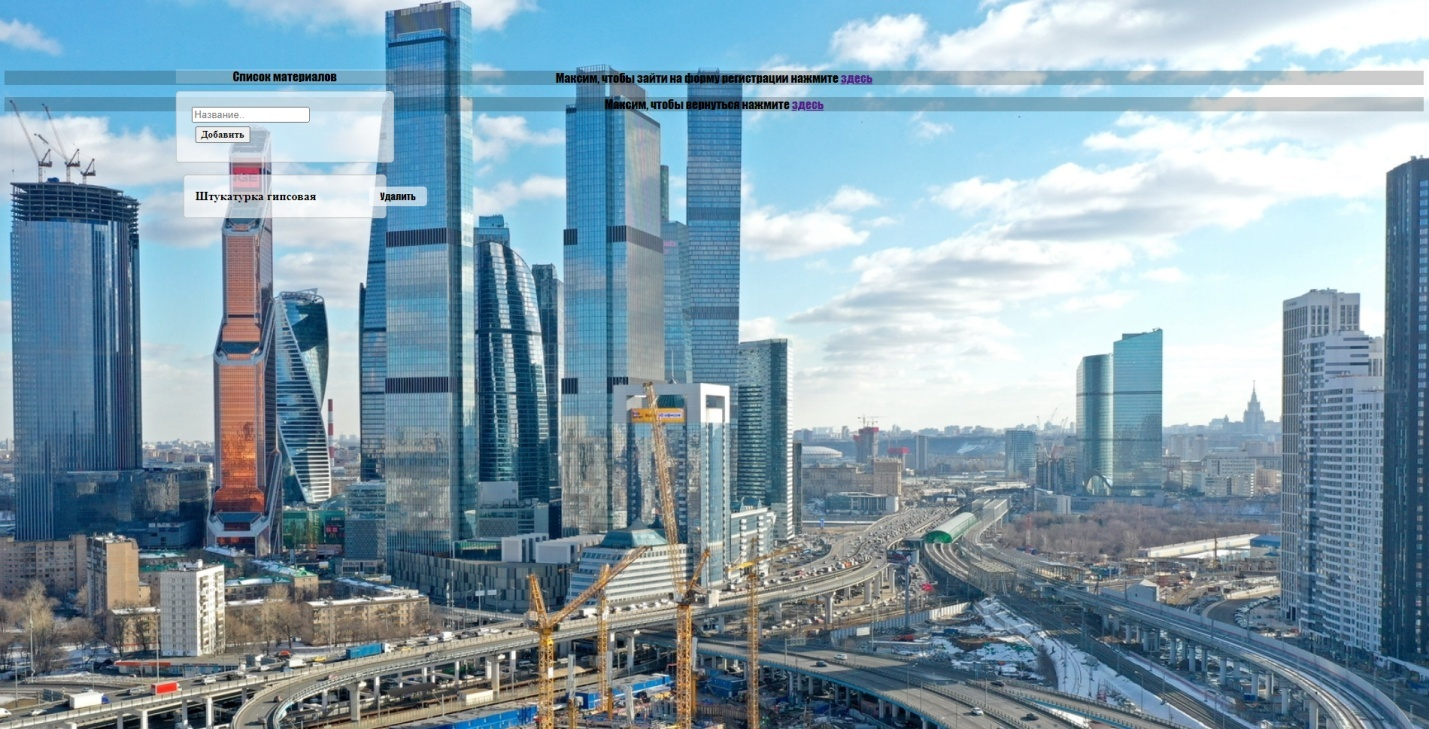 Список материалов
Максим, чтобы зайти на форму регистрации нажмите здесь
Максим, чтобы вернуться нажмите здесь
Название..
Добавить
Штукатурка гипсовая
Удалить